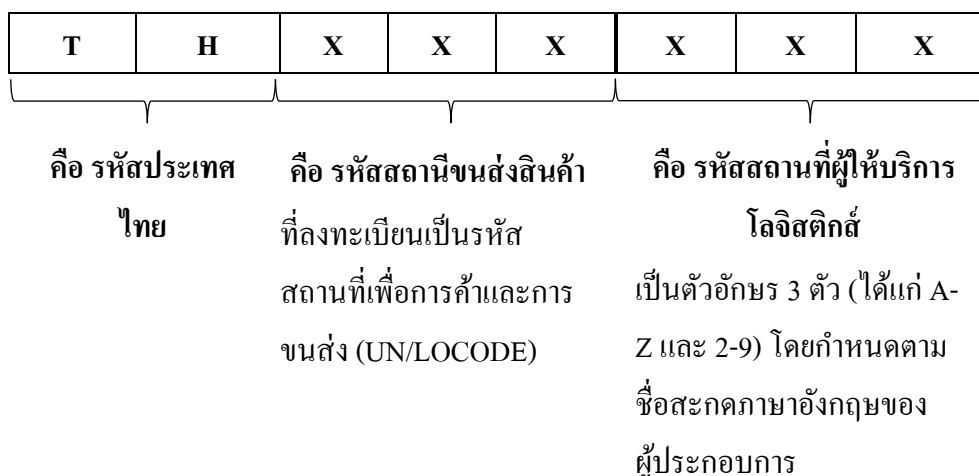 T H X X X X X X
คือ รหัสประเทศ
ไทย
คือ รหัสสถานีขนส่งสินค้า
ที่ลงทะเบียนเป็นรหัส
สถานที่เพื่อการค้าและการ
ขนส่ง (UN/LOCODE)
คือ รหัสสถานที่ผู้ให้บริการ
โลจิสติกส์
เป็นตัวอักษร 3 ตัว (ได้แก่ A-
Z และ 2-9) โดยกำหนดตาม
ชื่อสะกดภาษาอังกฤษของ
ผู้ประกอบการ